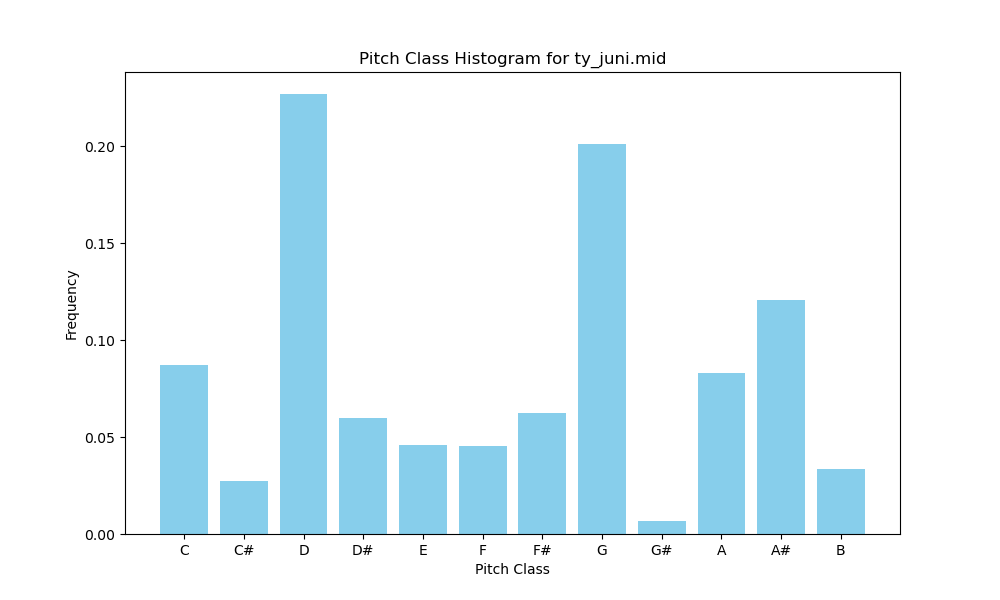 Pitch Class Histogram for ty_juni.mid
Frequency
0.20
0.15
0.10
0.05
0.00
C C# D D# E F F# G G# A A# B
Pitch Class